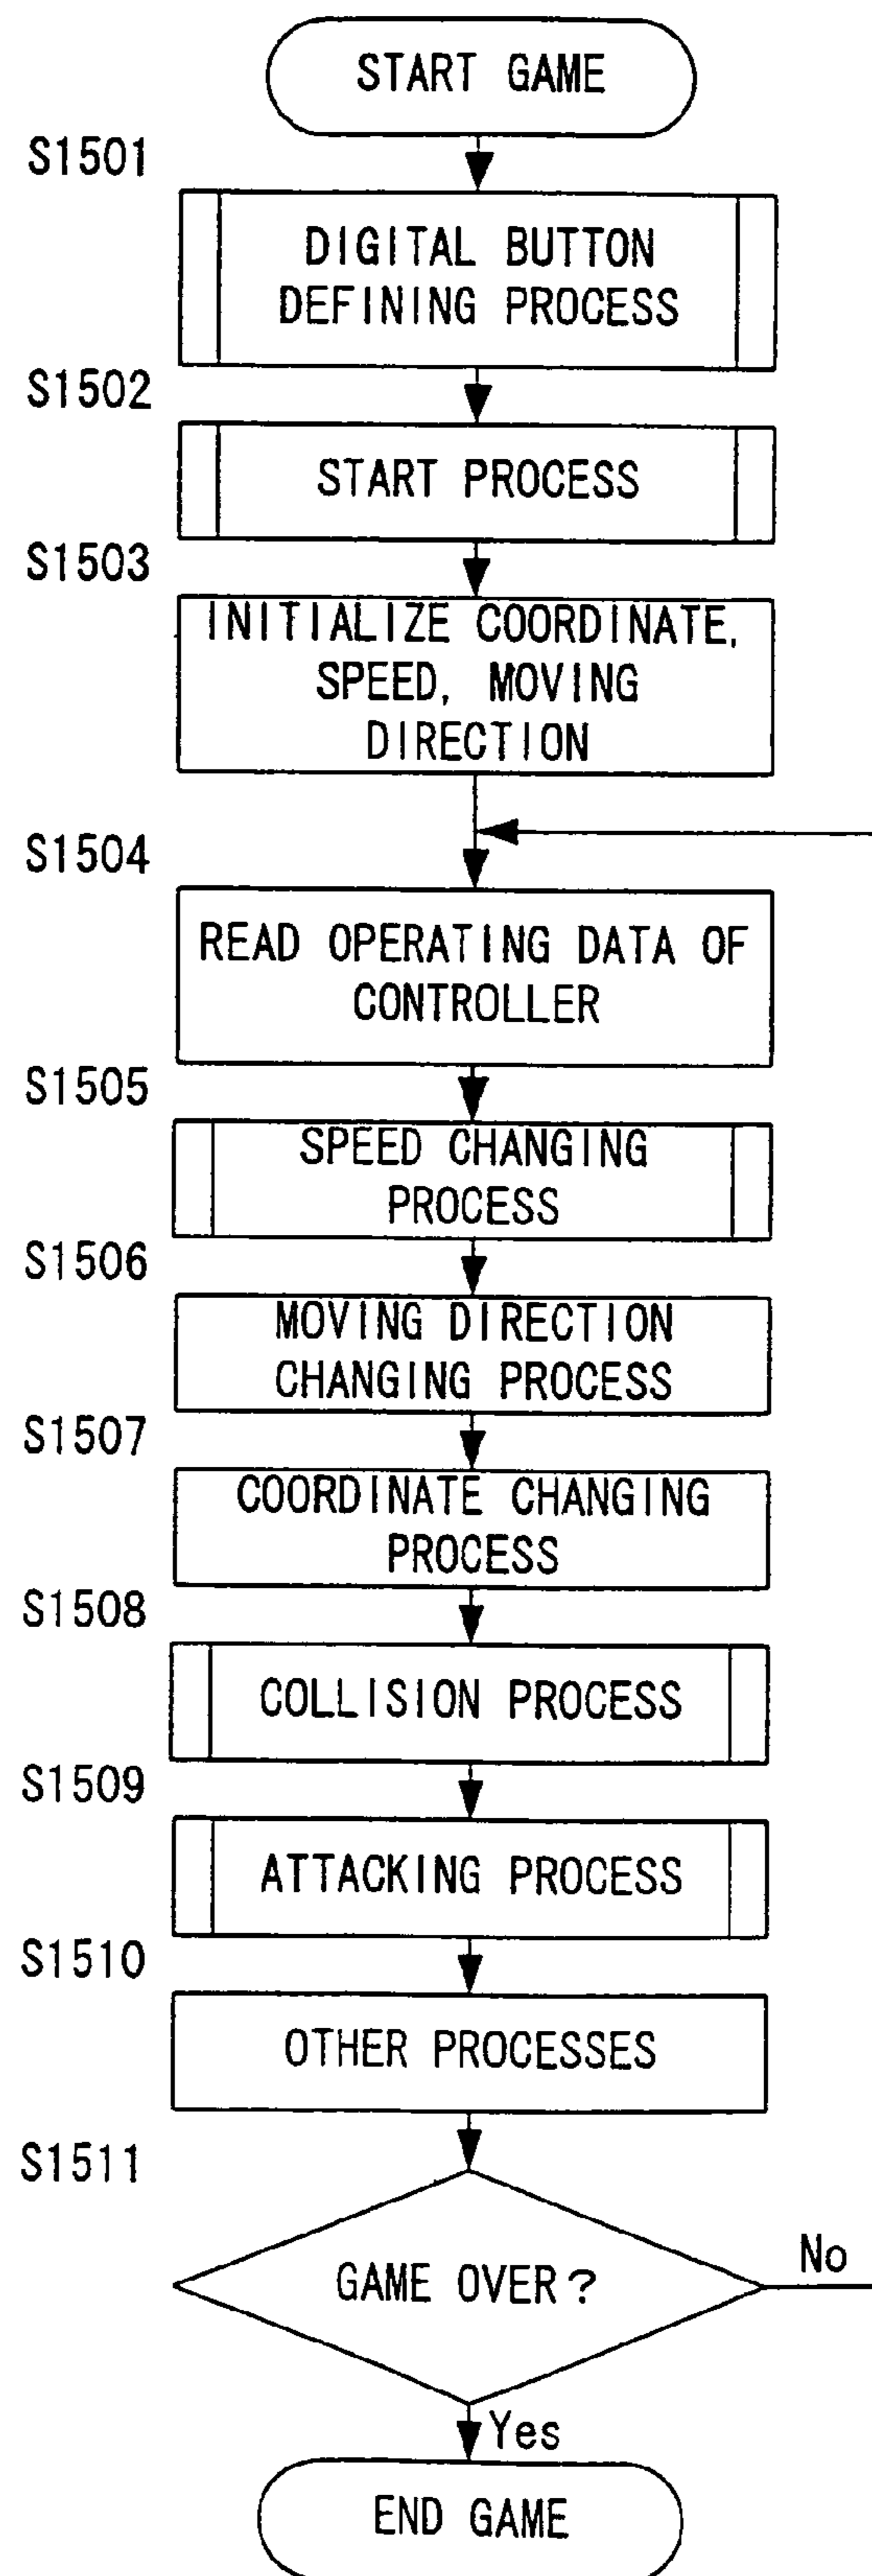 START GAME
S1501
DIGITAL BUTTON
DEFINING PROCESS
S1502
START PROCESS
S1503
INITIALIZE COORDINATE,
SPEED, MOVING
DIRECTION
S1504
READ OPERATING DATA OF
CONTROLLER
S1505
SPEED CHANGING
PROCESS
S1506
MOVING DIRECTION
CHANGING PROCESS
S1507
COORDINATE CHANGING
PROCESS
S1508
COLLISION PROCESS
S1509
ATTACKING PROCESS
S1510
OTHER PROCESSES
S1511
GAME OVER?
No
Yes
END GAME